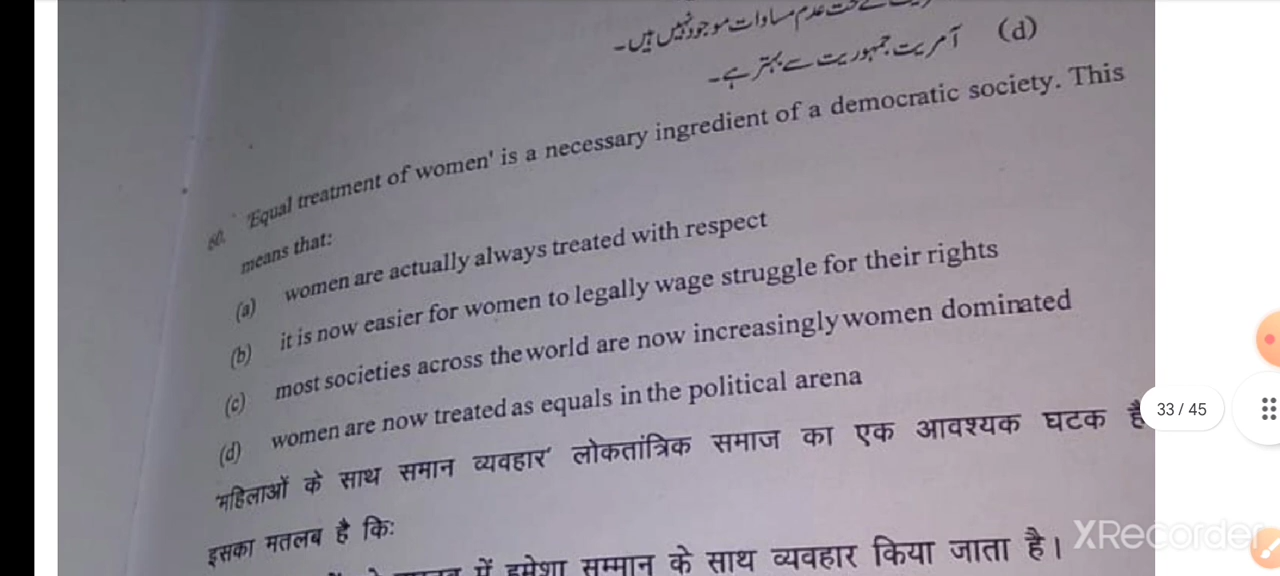 عدم مساوات موجود نہیں ہیں۔
(d) آمریت جمہوریت سے بہتر ہے۔
60. 'Equal treatment of women' is a necessary ingredient of a democratic society. This
means that:
(a) women are actually always treated with respect
(b) it is now easier for women to legally wage struggle for their rights
(c) most societies across the world are now increasingly women dominated
(d) women are now treated as equals in the political arena
'महिलाओं के साथ समान व्यवहार' लोकतांत्रिक समाज का एक आवश्यक घटक है
33 / 45
इसका मतलब है कि:
में हमेशा सम्मान के साथ व्यवहार किया जाता है।
XRecorder